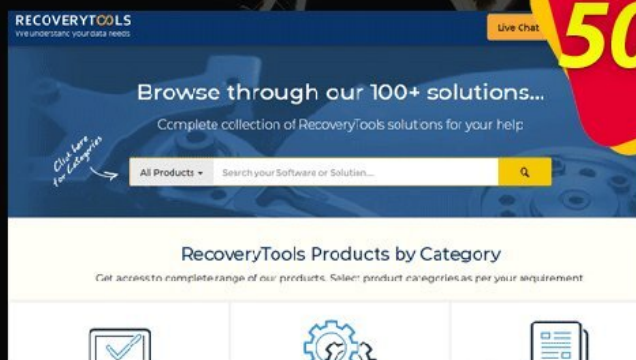 RECOVERYTOOLS
We understand your data needs
Live Chat
50
Browse through our 100+ solutions...
Complete collection of RecoveryTools solutions for your help
Click here
for Categories
All Products
Search your Software or Solution....
RecoveryTools Products by Category
Get access to complete range of our products. Select product categories as per your requirement